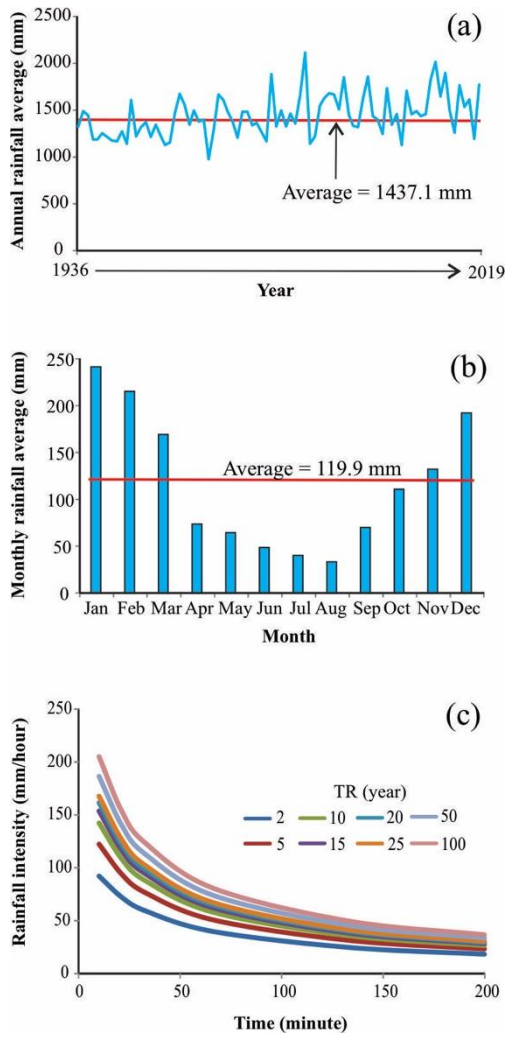 (a)
Annual rainfall average (mm)
2500
2000
1500
1000
500
0
Average = 1437.1 mm
1936
2019
Year
(b)
Monthly rainfall average (mm)
250
200
150
100
50
0
Average = 119.9 mm
Jan Feb Mar Apr May Jun Jul Aug Sep Oct Nov Dec
Month
(c)
Rainfall intensity (mm/hour)
250
200
150
100
50
0
TR (year)
2 10 20 50
5 15 25 100
0 50 100 150 200
Time (minute)